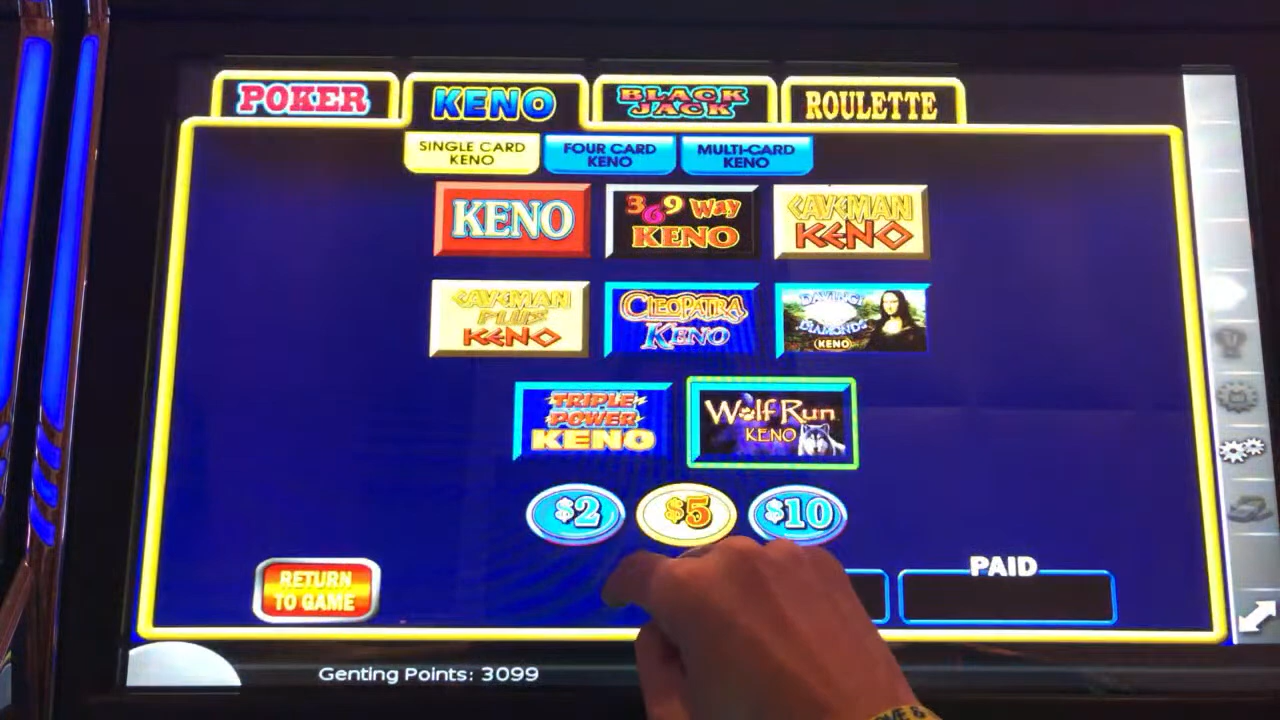 POKER
KENO
BLACK
JACK
ROULETTE
SINGLE CARD
KENO
FOUR CARD
KENO
MULTI-CARD
KENO
KENO
369 Way
KENO
CAVEMAN
KENO
CAVEMAN
PLUS
KENO
CLEOPATRA
KENO
DAVINCI
DIAMONDS
KENO
TRIPLE
POWER
KENO
Wolf Run
KENO
$2
$5
$10
RETURN
TO GAME
PAID
Genting Points: 3099